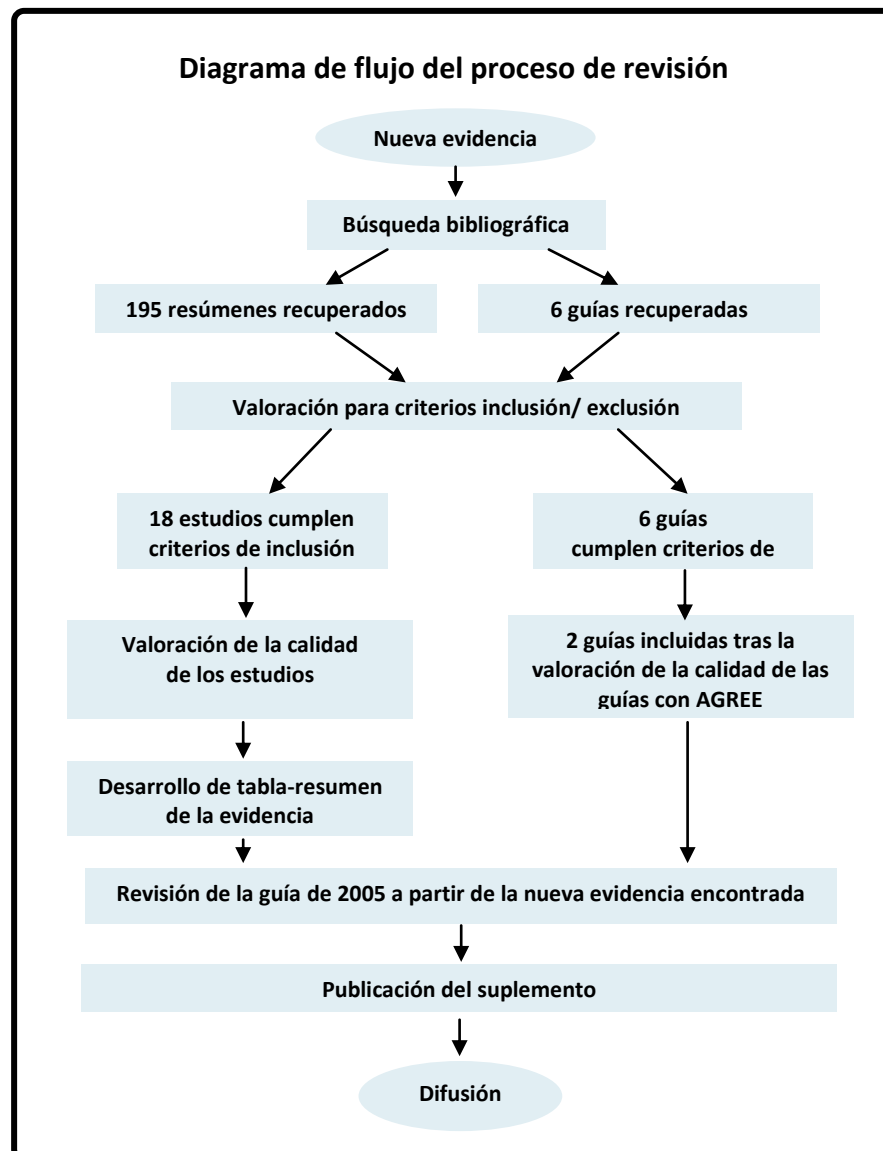 Diagrama de flujo del proceso de revisión
Nueva evidencia
Búsqueda bibliográfica
195 resúmenes recuperados
6 guías recuperadas
Valoración para criterios inclusión/ exclusión
18 estudios cumplen
criterios de inclusión
6 guías
cumplen criterios de
Valoración de la calidad
de los estudios
2 guías incluidas tras la
valoración de la calidad de las
guías con AGREE
Desarrollo de tabla-resumen
de la evidencia
Revisión de la guía de 2005 a partir de la nueva evidencia encontrada
Publicación del suplemento
Difusión